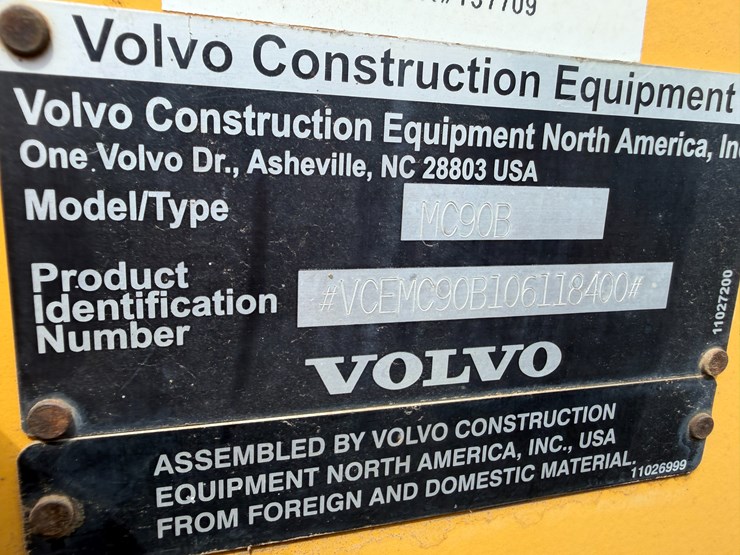 Volvo Construction Equipment
Volvo Construction Equipment North America,
One Volvo Dr., Asheville, NC 28803 USA
Model/Type MC90B
Product
Identification
Number
#VCEMC90B106118400#
11027200
VOLVO
ASSEMBLED BY VOLVO CONSTRUCTION
EQUIPMENT NORTH AMERICA, INC., USA
FROM FOREIGN AND DOMESTIC MATERIAL.
11026999